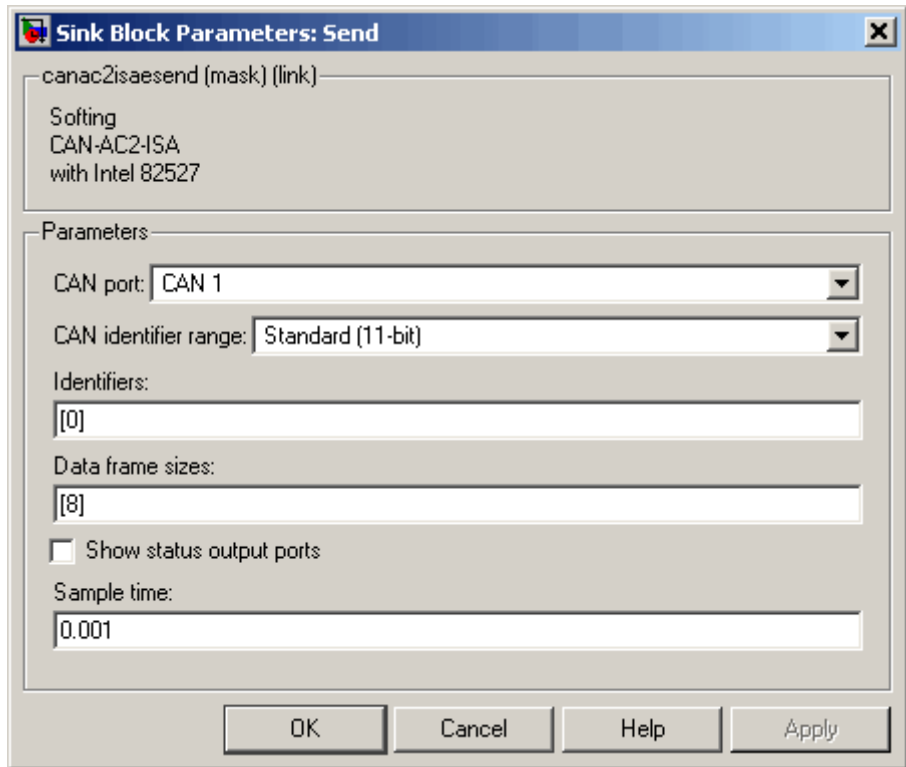 Sink Block Parameters: Send
canac2isaesend (mask) (link)
Softing
CAN-AC2-ISA
with Intel 82527
Parameters
CAN port: CAN 1
CAN identifier range: Standard (11-bit)
Identifiers:
[0]
Data frame sizes:
[8]
Show status output ports
Sample time:
0.001
OK Cancel Help Apply